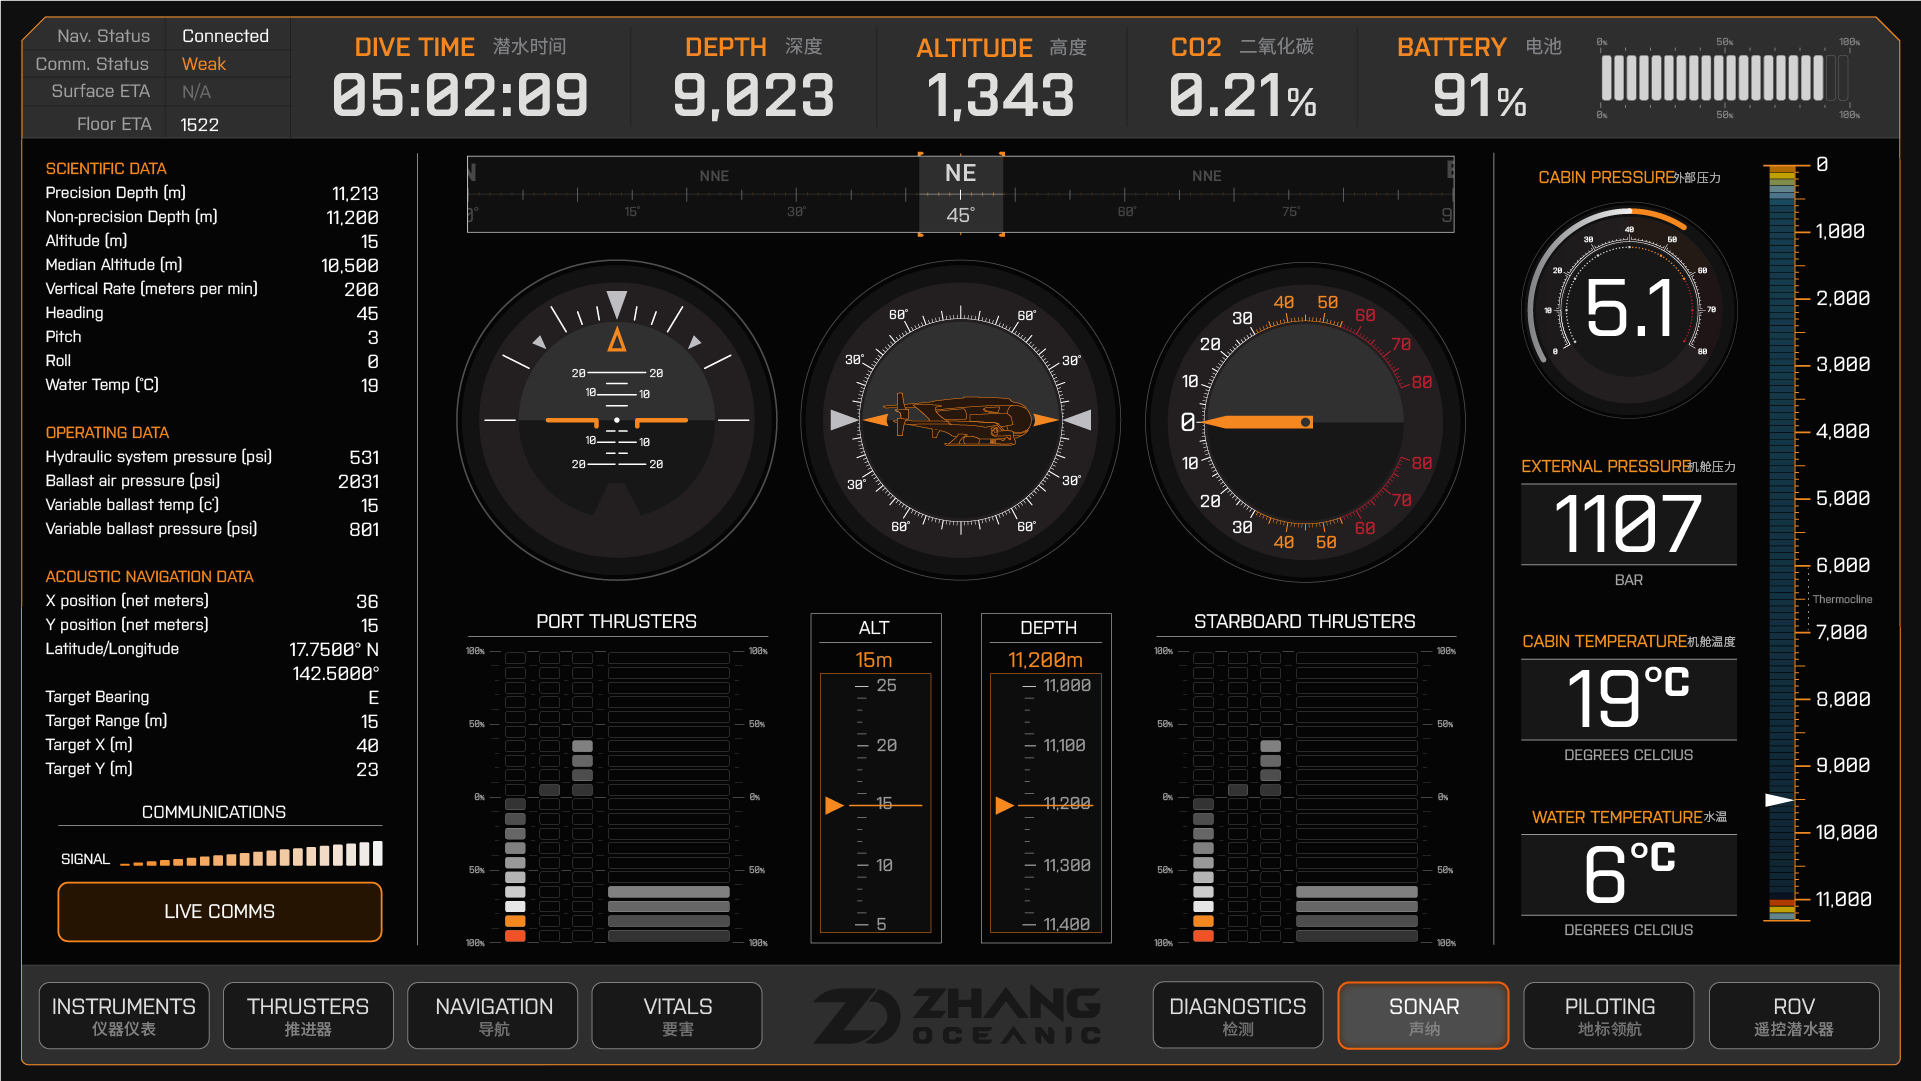 Nav. Status Connected
Comm. Status Weak
Surface ETA N/A
Floor ETA 1522
DIVE TIME 潜水时间
05:02:09
DEPTH 深度
9,023
ALTITUDE 高度
1,343
CO2 二氧化碳
0.21%
BATTERY 电池
91%
0% 50% 100%
0% 50% 100%
SCIENTIFIC DATA
Precision Depth (m) 11,213
Non-precision Depth (m) 11,200
Altitude (m) 15
Median Altitude (m) 10,500
Vertical Rate (meters per min) 200
Heading 45
Pitch 3
Roll 0
Water Temp (°C) 19
OPERATING DATA
Hydraulic system pressure (psi) 531
Ballast air pressure (psi) 2031
Variable ballast temp (c°) 15
Variable ballast pressure (psi) 801
ACOUSTIC NAVIGATION DATA
X position (net meters) 36
Y position (net meters) 15
Latitude/Longitude 17.7500° N
142.5000°
Target Bearing E
Target Range (m) 15
Target X (m) 40
Target Y (m) 23
COMMUNICATIONS
SIGNAL
LIVE COMMS
N NNE NE NNE E
0° 15° 30° 45° 60° 75° 9
20 20
10 10
10 10
20 20
60° 60°
30° 30°
30° 30°
60° 60°
40 50
30 60
20 70
10 80
0
10 80
20 70
30 60
40 50
PORT THRUSTERS
100% 100%
50% 50%
0% 0%
50% 50%
100% 100%
ALT
15m
25
20
15
10
5
DEPTH
11,200m
11,000
11,100
11,200
11,300
11,400
STARBOARD THRUSTERS
100% 100%
50% 50%
0% 0%
50% 50%
100% 100%
CABIN PRESSURE外部压力
0 10 20 30 40 50 60 70 80
5.1
EXTERNAL PRESSURE机舱压力
1107
BAR
CABIN TEMPERATURE机舱温度
19°C
DEGREES CELCIUS
WATER TEMPERATURE水温
6°C
DEGREES CELCIUS
0
1,000
2,000
3,000
4,000
5,000
6,000
Thermocline
7,000
8,000
9,000
10,000
11,000
INSTRUMENTS
仪器仪表
THRUSTERS
推进器
NAVIGATION
导航
VITALS
要害
ZHANG
OCEANIC
DIAGNOSTICS
检测
SONAR
声纳
PILOTING
地标领航
ROV
遥控潜水器